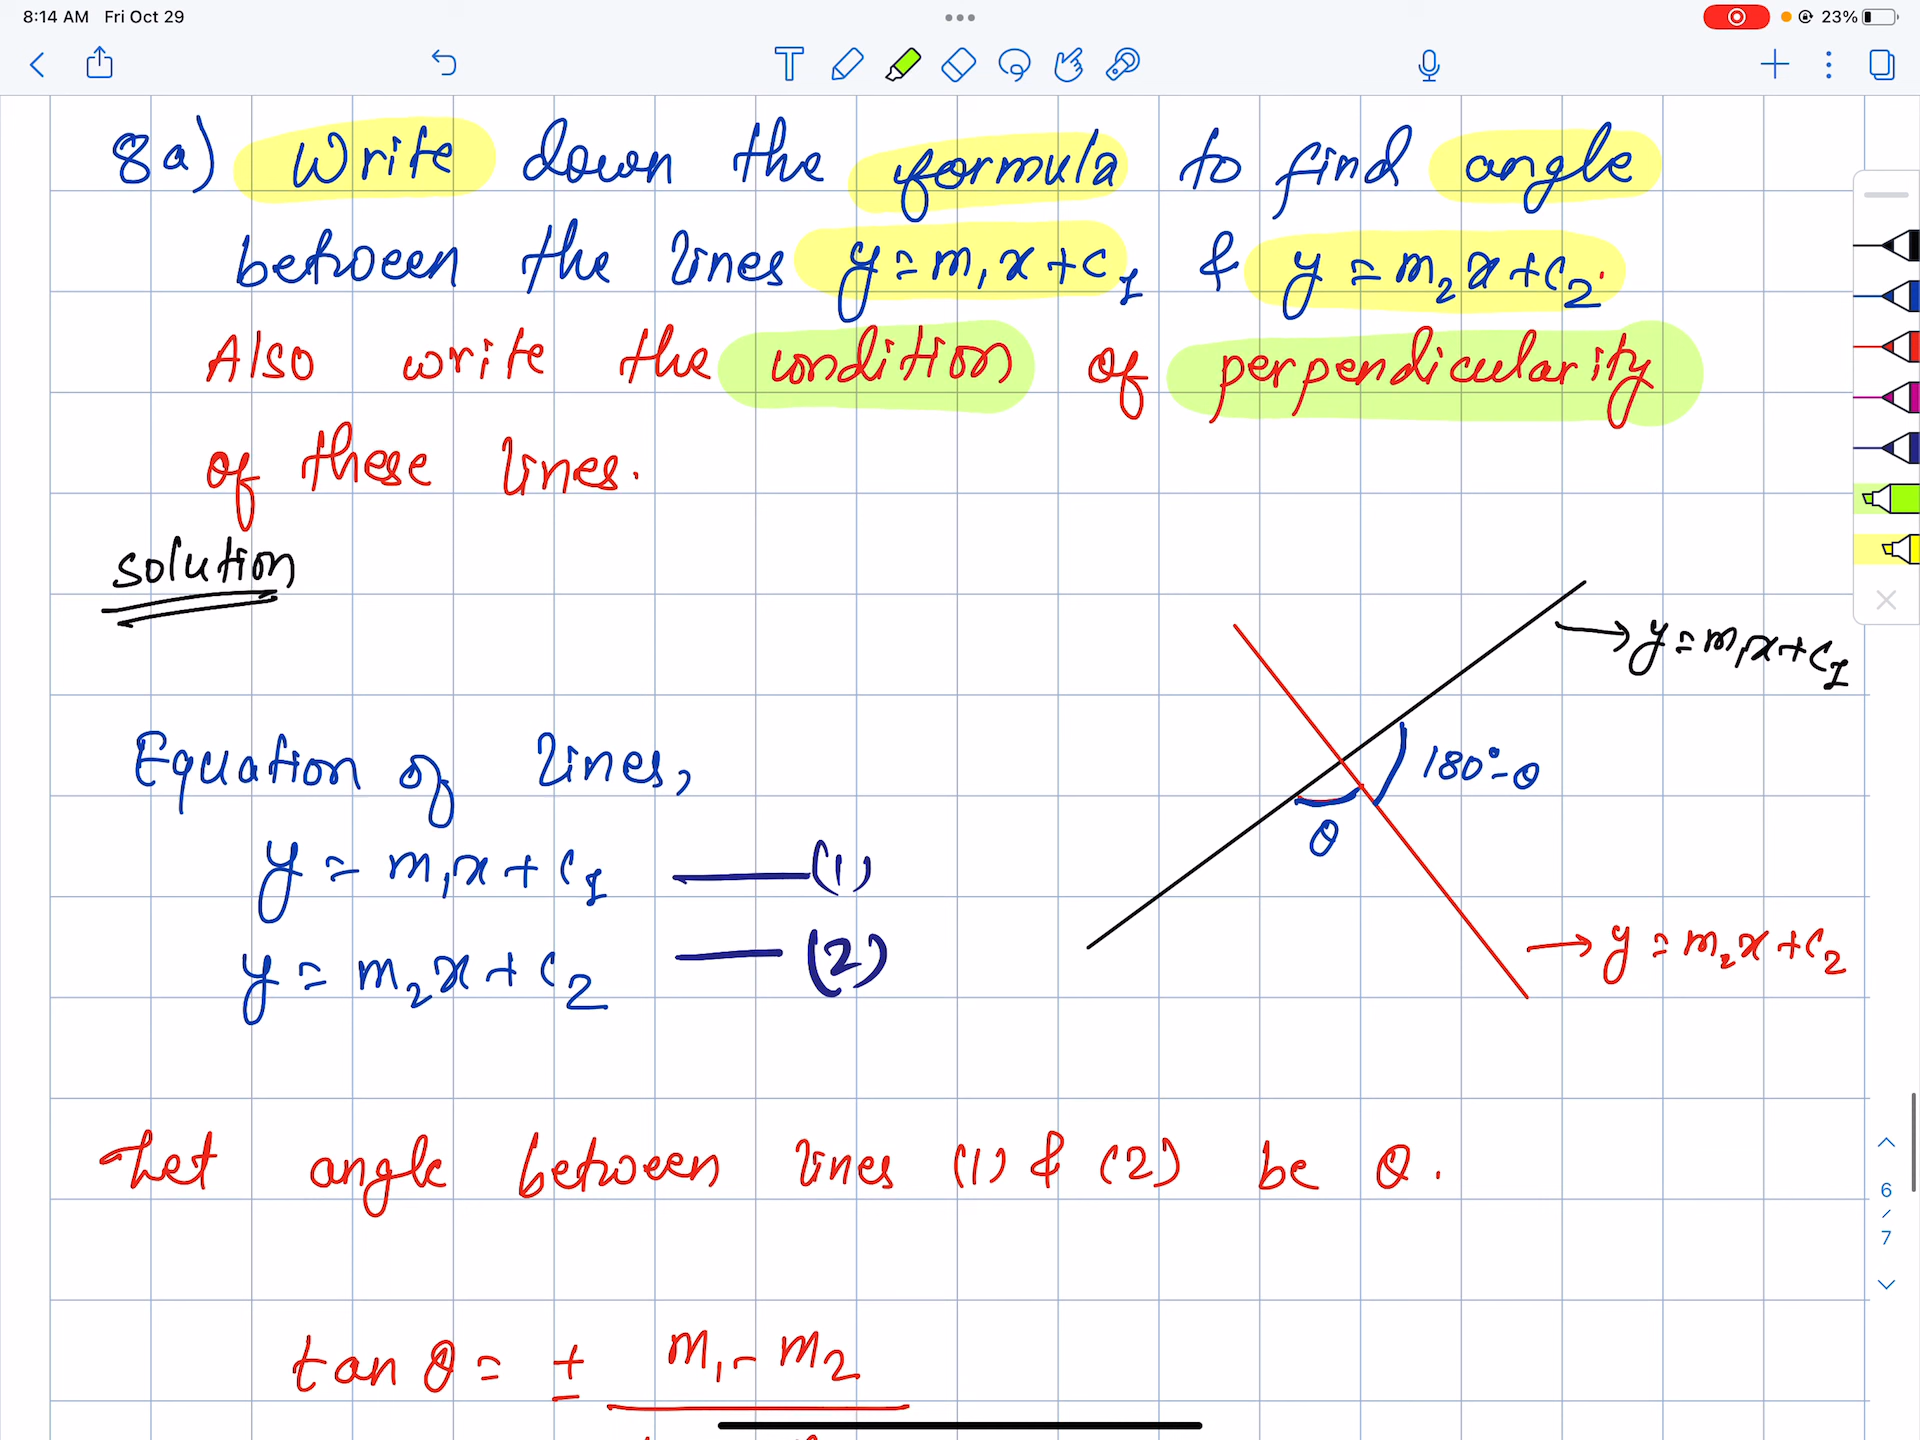 8:14 AM Fri Oct 29
23%
8a) Write down the formula to find angle
between the lines y = m₁x + c₁ & y = m₂x + c₂.
Also write the condition of perpendicularity
of these lines.
solution
y = m₁x + c₁
Equation of lines,
180° - θ
θ
y = m₁x + c₁ (1)
y = m₂x + c₂
y = m₂x + c₂ (2)
Let angle between lines (1) & (2) be θ.
6
/
7
tan θ = ± m₁ - m₂